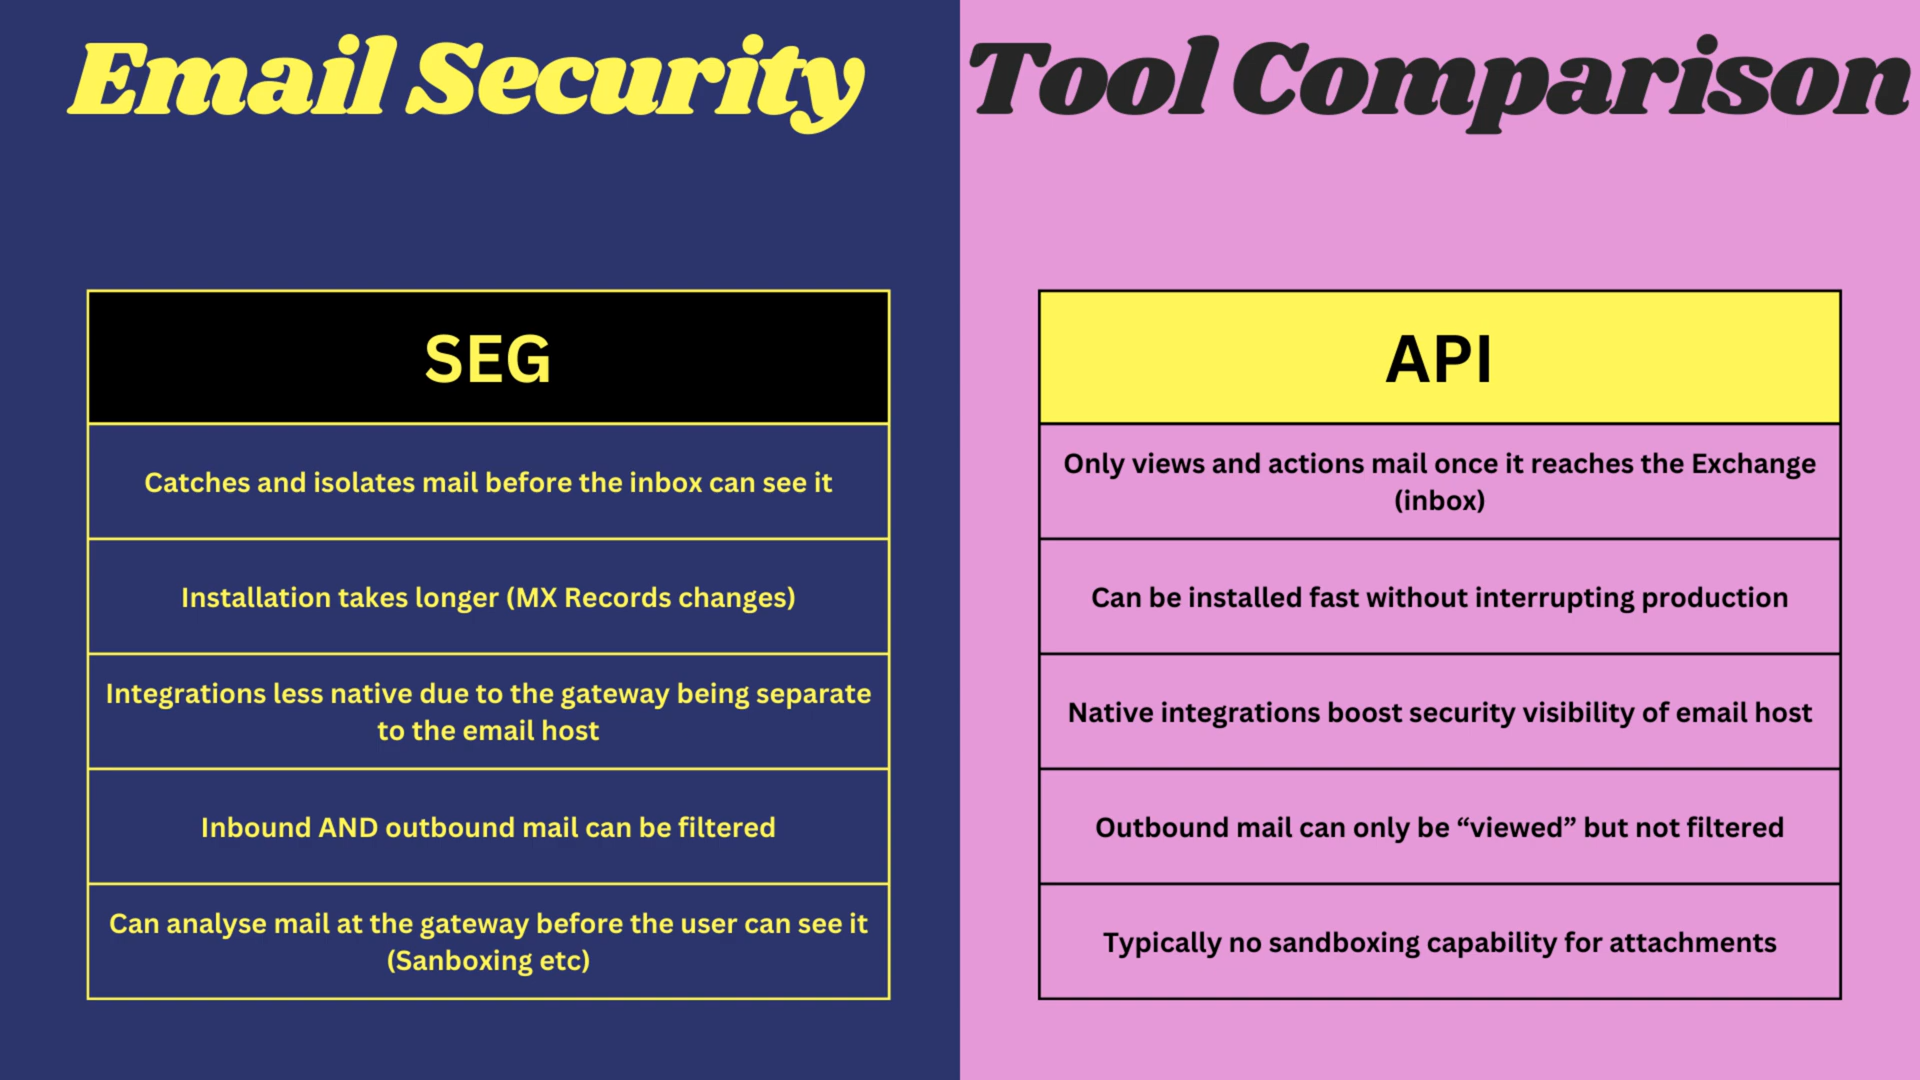 Email Security Tool Comparison
SEG
Catches and isolates mail before the inbox can see it
Installation takes longer (MX Records changes)
Integrations less native due to the gateway being separate
to the email host
Inbound AND outbound mail can be filtered
Can analyse mail at the gateway before the user can see it
(Sanboxing etc)
API
Only views and actions mail once it reaches the Exchange
(inbox)
Can be installed fast without interrupting production
Native integrations boost security visibility of email host
Outbound mail can only be “viewed” but not filtered
Typically no sandboxing capability for attachments